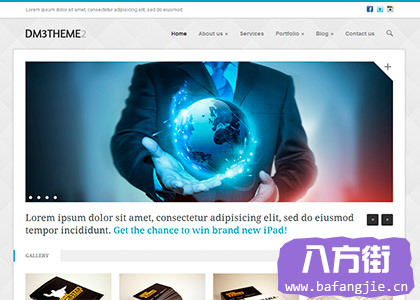 Lorem ipsum dolor sit amet, consectetur adipisicing elit, sed do eiusmod
DM3THEME2
Home About us » Services Portfolio » Blog » Contact us
Lorem ipsum dolor sit amet, consectetur adipisicing elit, sed do eiusmod
tempor incididunt. Get the chance to win brand new iPad!
GALLERY
八方街
www.bafangjie.cn